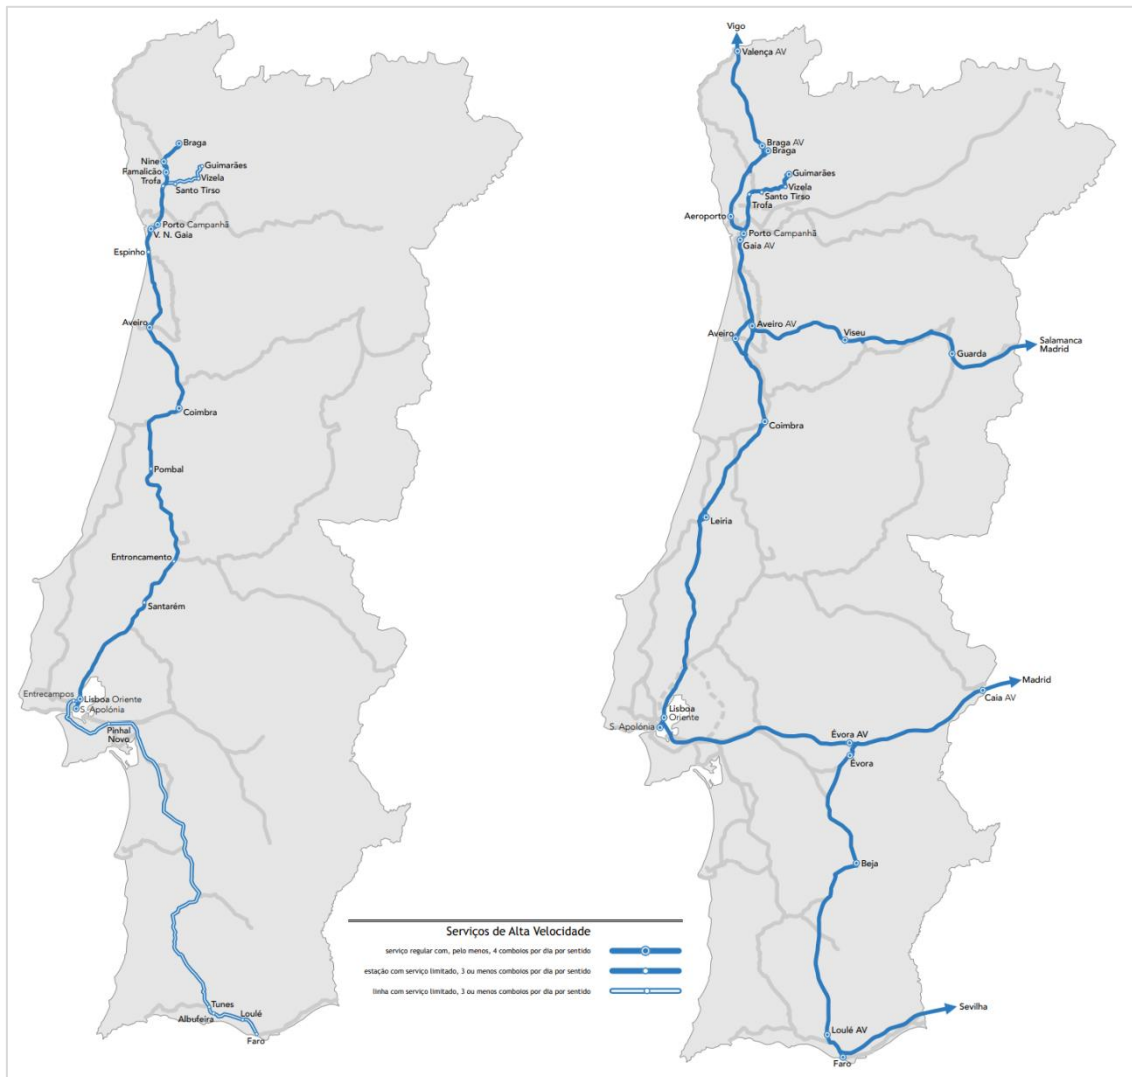 Braga
Nine
Famalicão
Trofa
Guimarães
Vizela
Santo Tirso
Porto Campanhã
V. N. Gaia
Espinho
Aveiro
Coimbra
Pombal
Entroncamento
Santarém
Entrecampos
Lisboa Oriente
S. Apolónia
Pinhal
Novo
Tunes
Albufeira
Loulé
Faro
Vigo
Valença AV
Braga AV
Braga
Guimarães
Vizela
Santo Tirso
Trofa
Aeroporto
Porto Campanhã
Gaia AV
Aveiro AV
Aveiro
Viseu
Guarda
Salamanca
Madrid
Coimbra
Leiria
Madrid
Caia AV
Lisboa
Oriente
S. Apolónia
Évora AV
Évora
Beja
Sevilha
Loulé AV
Faro
Serviços de Alta Velocidade
serviço regular com, pelo menos, 4 comboios por dia por sentido
estação com serviço limitado, 3 ou menos comboios por dia por sentido
linha com serviço limitado, 3 ou menos comboios por dia por sentido